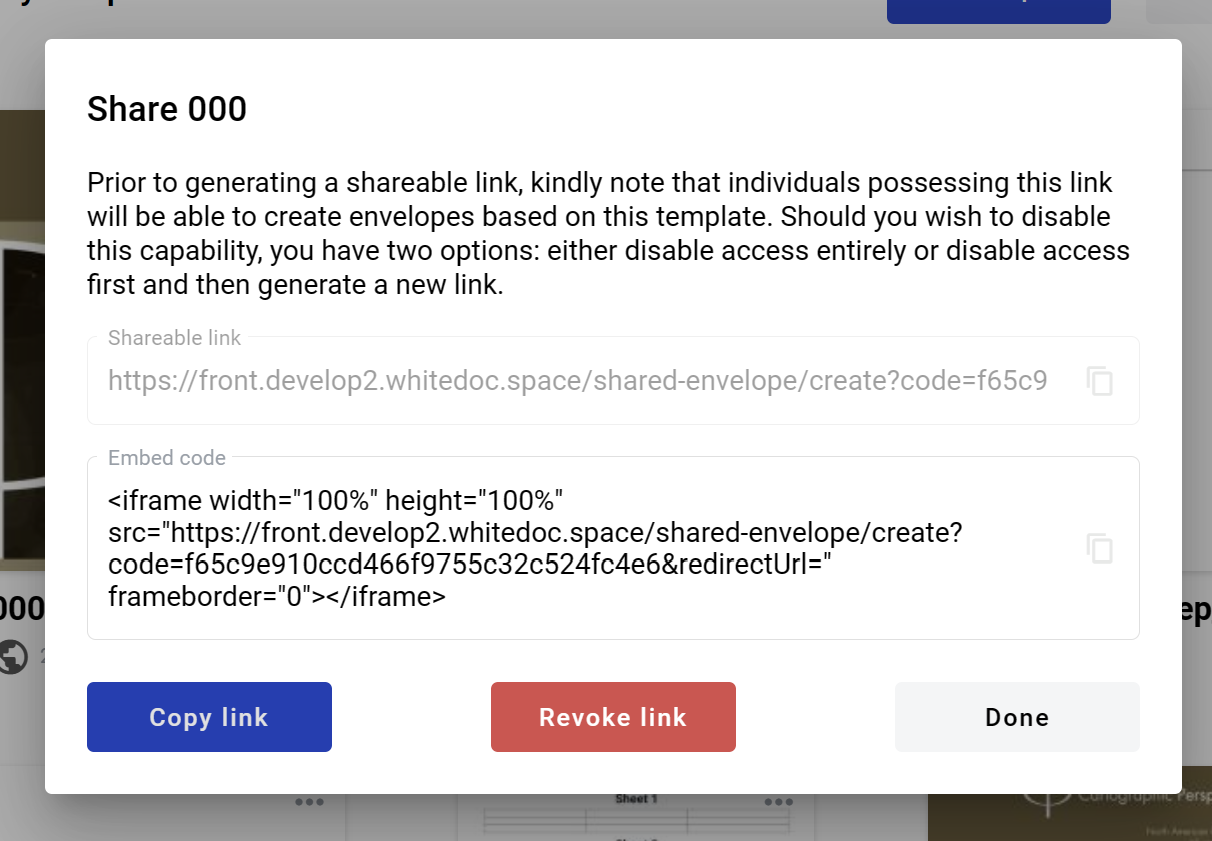 Share 000
Prior to generating a shareable link, kindly note that individuals possessing this link
will be able to create envelopes based on this template. Should you wish to disable
this capability, you have two options: either disable access entirely or disable access
first and then generate a new link.
Shareable link
https://front.develop2.whitedoc.space/shared-envelope/create?code=f65c9
Embed code
<iframe width="100%" height="100%"
src="https://front.develop2.whitedoc.space/shared-envelope/create?
code=f65c9e910ccd466f9755c32c524fc4e6&redirectUrl="
frameborder="0"></iframe>
000
Copy link
Revoke link
Done
Sheet 1
Cartographic Persp
North American